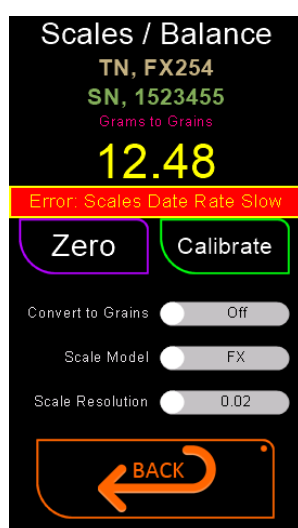 Scales / Balance
TN, FX254
SN, 1523455
Grams to Grains
12.48
Error: Scales Date Rate Slow
Zero Calibrate
Convert to Grains Off
Scale Model FX
Scale Resolution 0.02
BACK